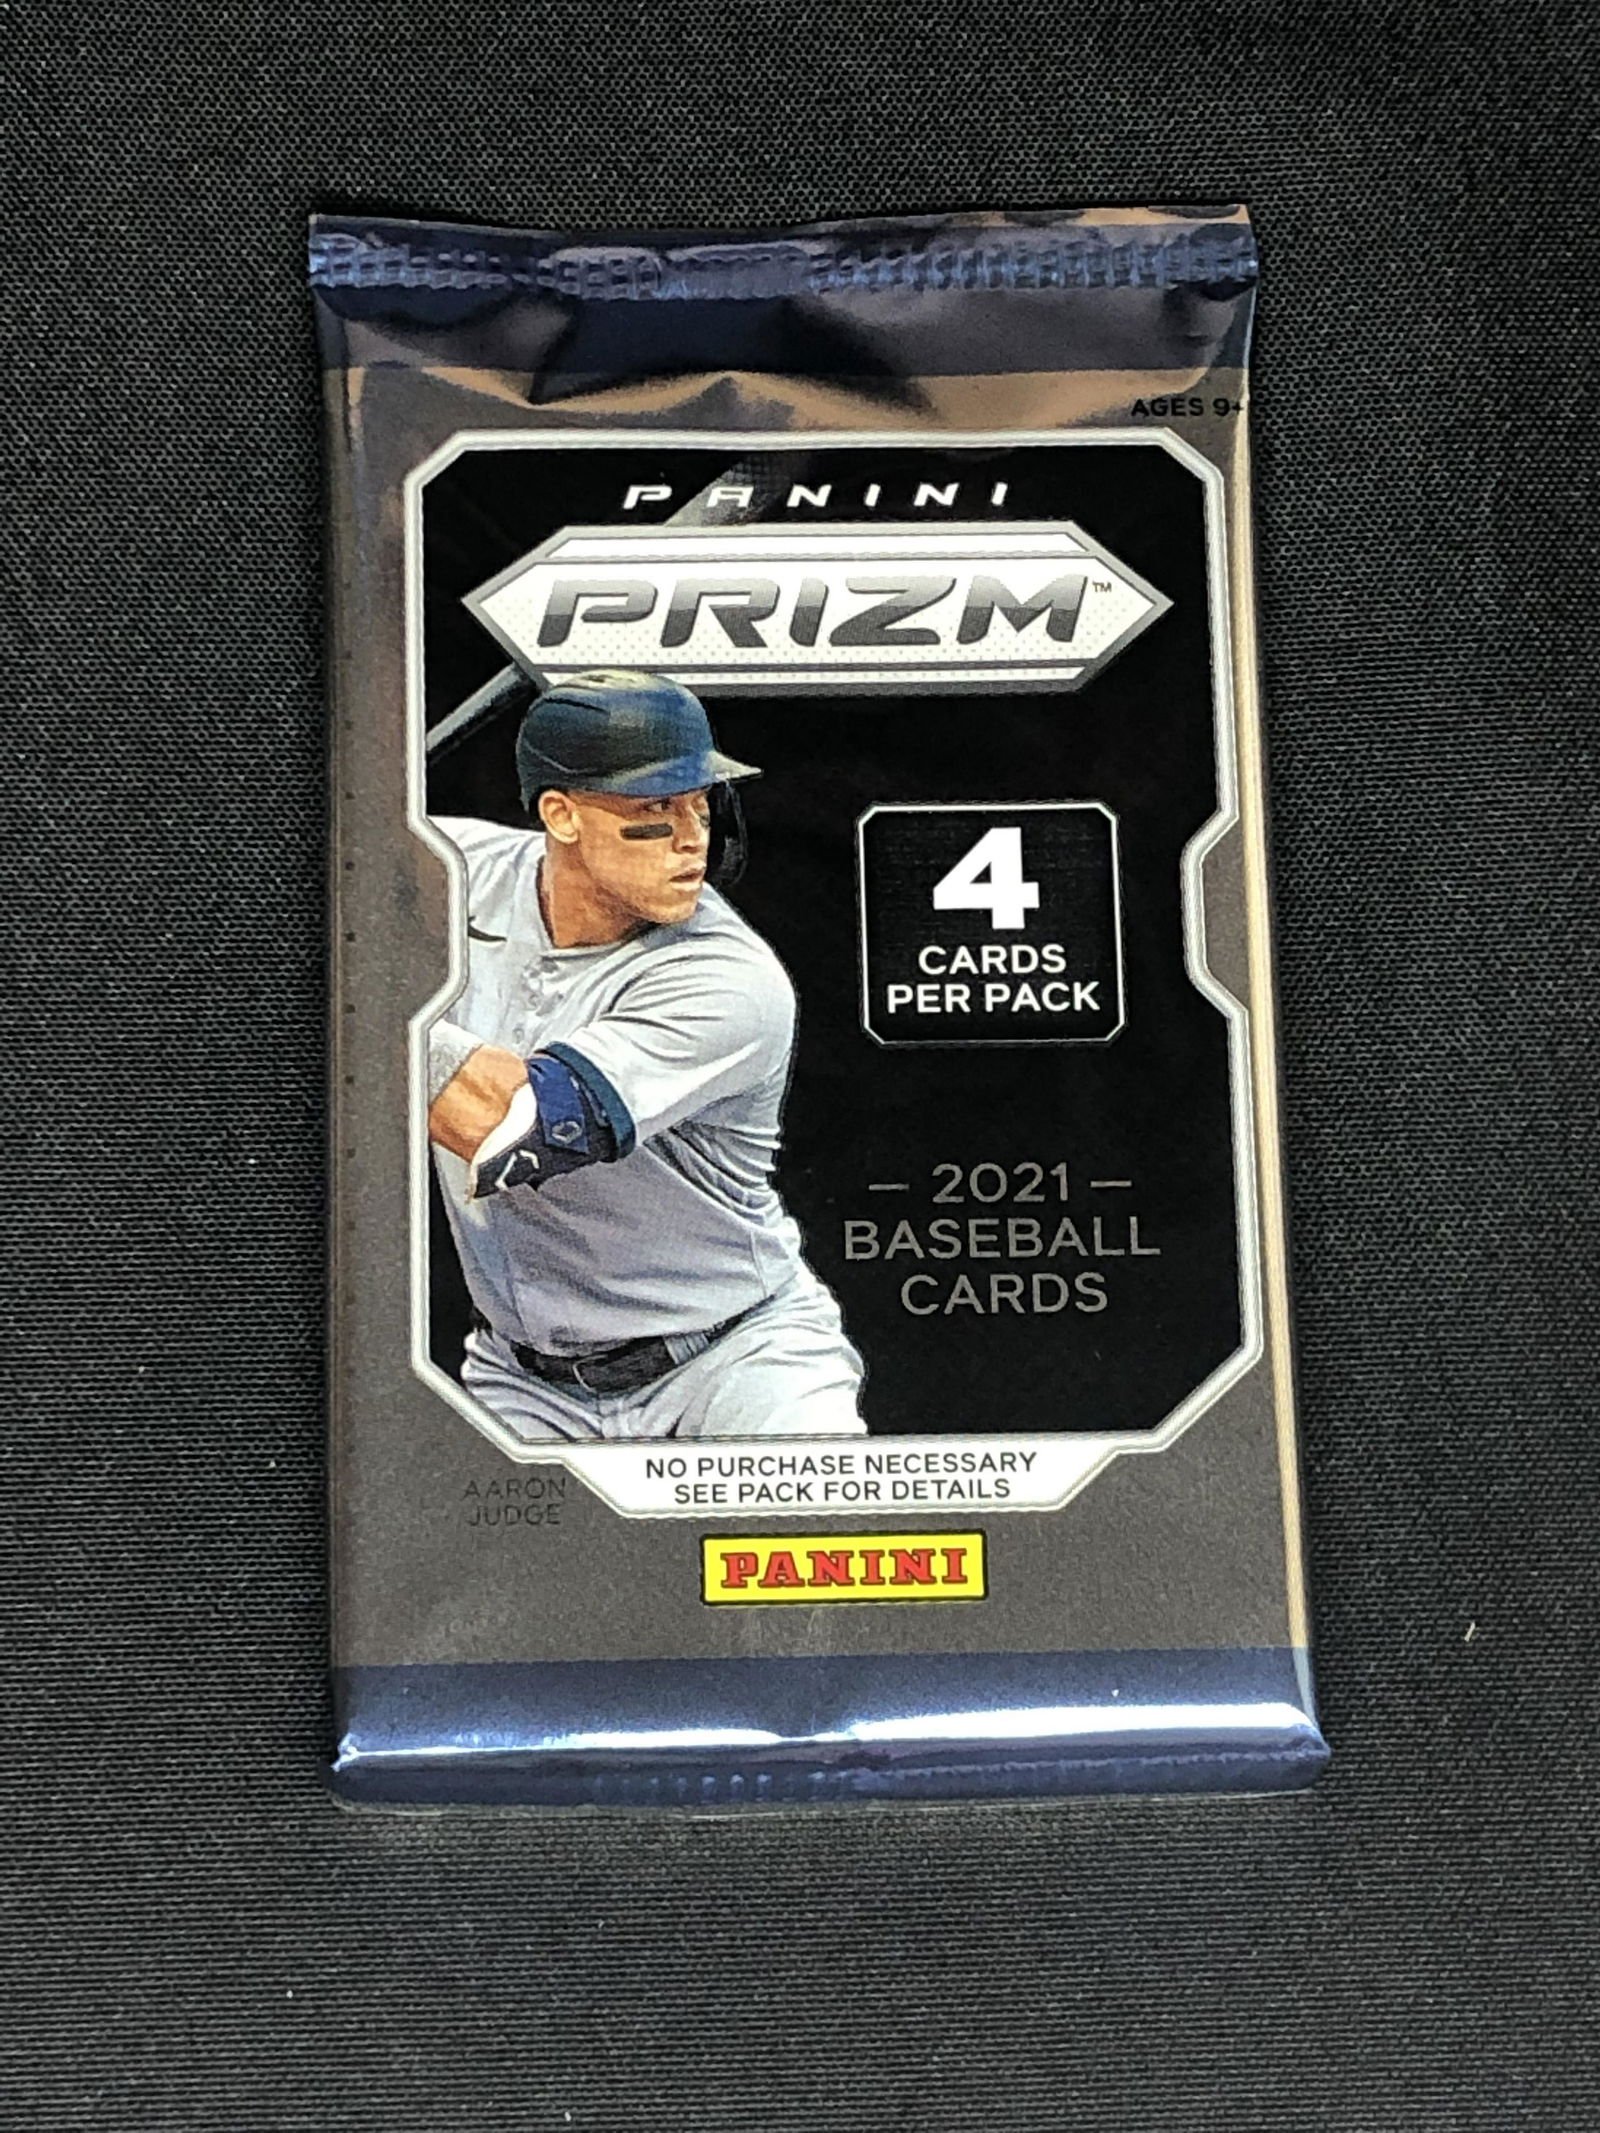 AGES 9+
PANINI
PRIZM™
4
CARDS
PER PACK
— 2021 —
BASEBALL
CARDS
NO PURCHASE NECESSARY
SEE PACK FOR DETAILS
AARON
JUDGE
PANINI